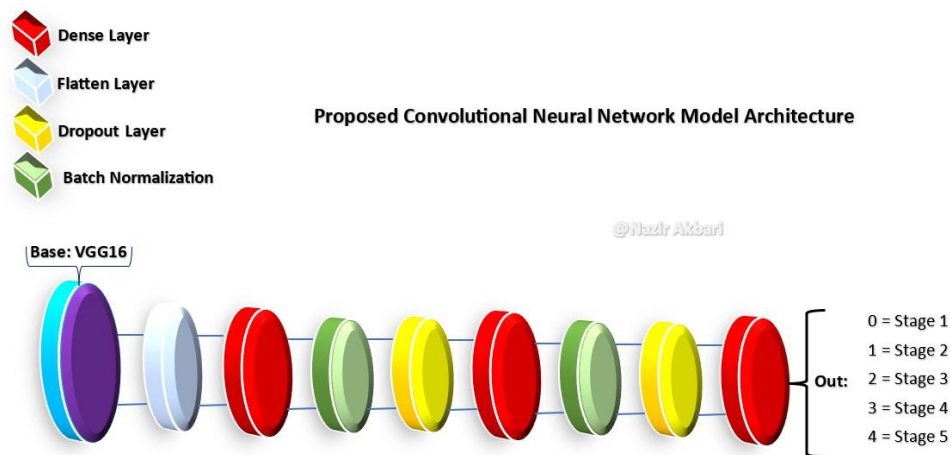 Dense Layer
Flatten Layer
Dropout Layer
Batch Normalization
Proposed Convolutional Neural Network Model Architecture
@Nazir Akbari
Base: VGG16
Out:
0 = Stage 1
1 = Stage 2
2 = Stage 3
3 = Stage 4
4 = Stage 5